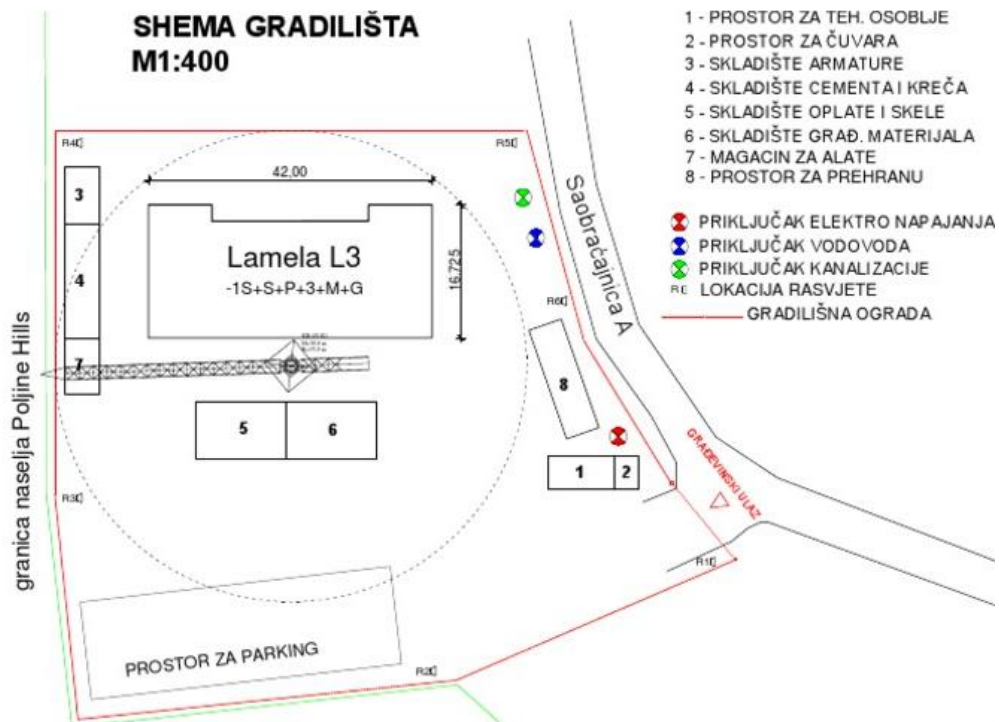 SHEMA GRADILIŠTA
M1:400
1 - PROSTOR ZA TEH. OSOBLJE
2 - PROSTOR ZA ČUVARA
3 - SKLADIŠTE ARMATURE
4 - SKLADIŠTE CEMENTA I KREČA
5 - SKLADIŠTE OPLATE I SKELE
6 - SKLADIŠTE GRAĐ. MATERIJALA
7 - MAGACIN ZA ALATE
8 - PROSTOR ZA PREHRANU
PRIKLJUČAK ELEKTRO NAPAJANJA
PRIKLJUČAK VODOVODA
PRIKLJUČAK KANALIZACIJE
LOKACIJA RASVJETE
GRADILIŠNA OGRADA
R4
R5
42,00
3
Lamela L3
-1S+S+P+3+M+G
16.725
4
7
Saobraćajnica A
R6
8
5
6
1
2
GRAĐEVINSKI ULAZ
granica naselja Poljine Hills
R3
R1
R2
PROSTOR ZA PARKING